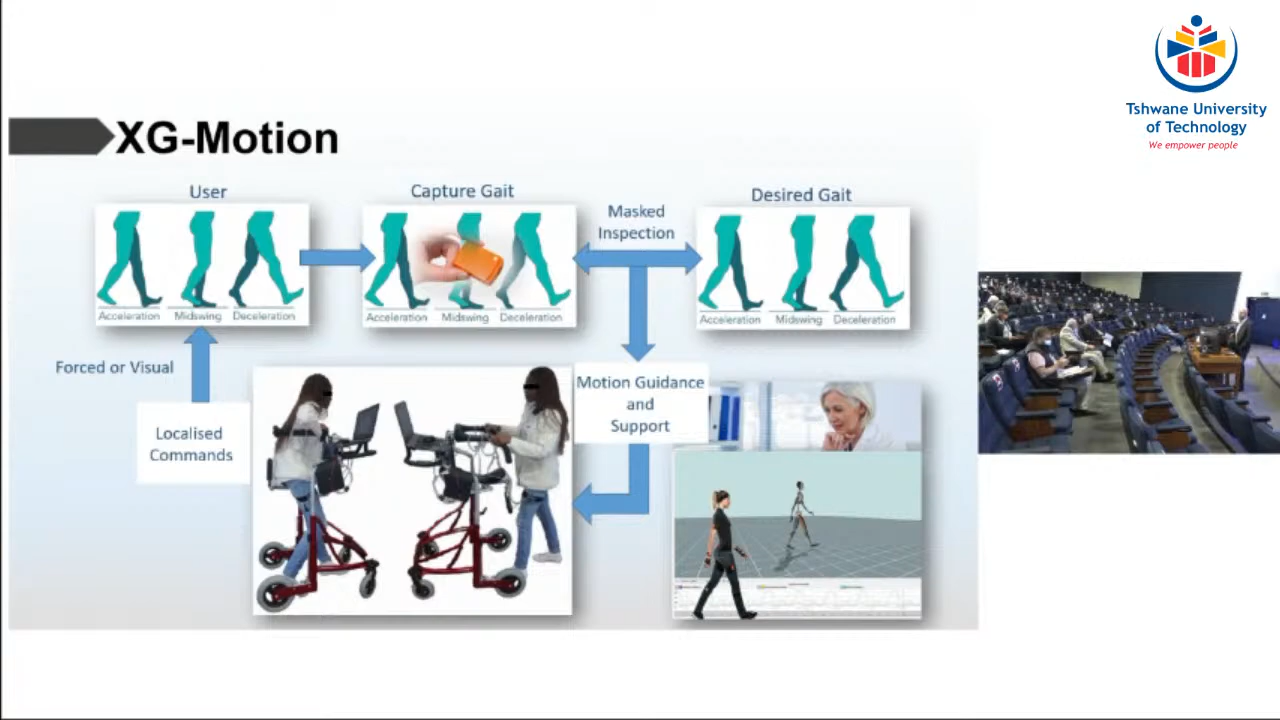 Tshwane University
of Technology
We empower people
XG-Motion
User
Capture Gait
Desired Gait
Masked
Inspection
Acceleration Midswing Deceleration
Acceleration Midswing Deceleration
Acceleration Midswing Deceleration
Forced or Visual
Localised
Commands
Motion Guidance
and
Support